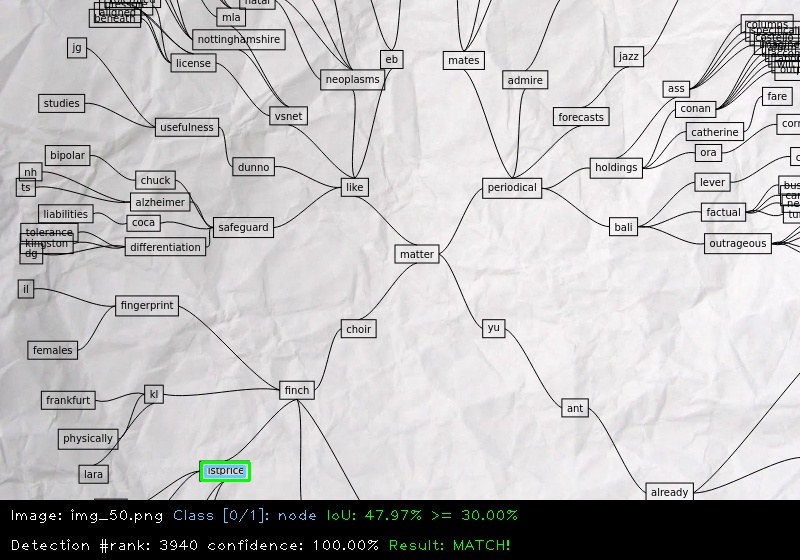 natal
mla
nottinghamshire
eb
mates
jazz
columns
jg
license
neoplasms
admire
ass
fare
studies
vsnet
forecasts
conan
usefulness
catherine
bipolar
dunno
holdings
ora
nh
chuck
like
periodical
lever
ts
alzheimer
liabilities
coca
safeguard
bali
factual
tolerance
kingston
differentiation
outrageous
dg
matter
il
fingerprint
choir
yu
females
frankfurt
kl
finch
ant
physically
lara
istprice
already
Image: img_50.png Class [0/1]: node IoU: 47.97% >= 30.00%
Detection #rank: 3940 confidence: 100.00% Result: MATCH!